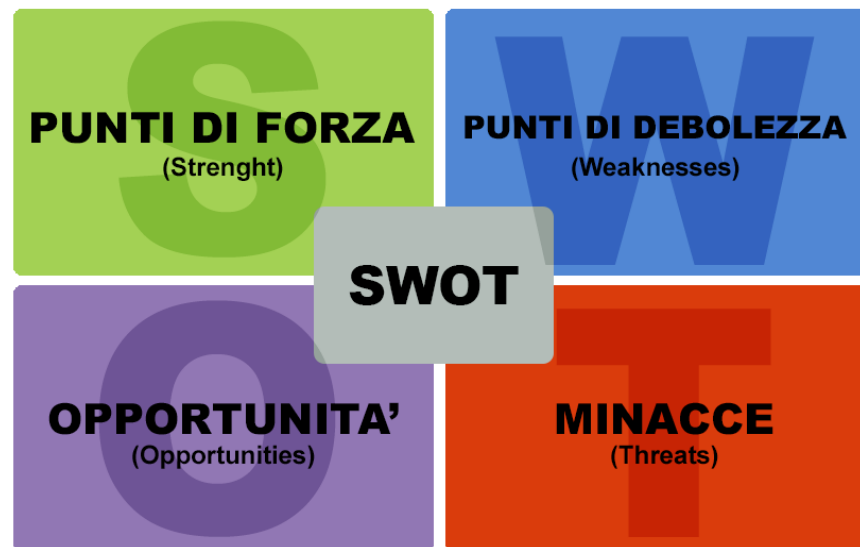 S
PUNTI DI FORZA
(Strenght)
W
PUNTI DI DEBOLEZZA
(Weaknesses)
SWOT
O
OPPORTUNITA’
(Opportunities)
T
MINACCE
(Threats)